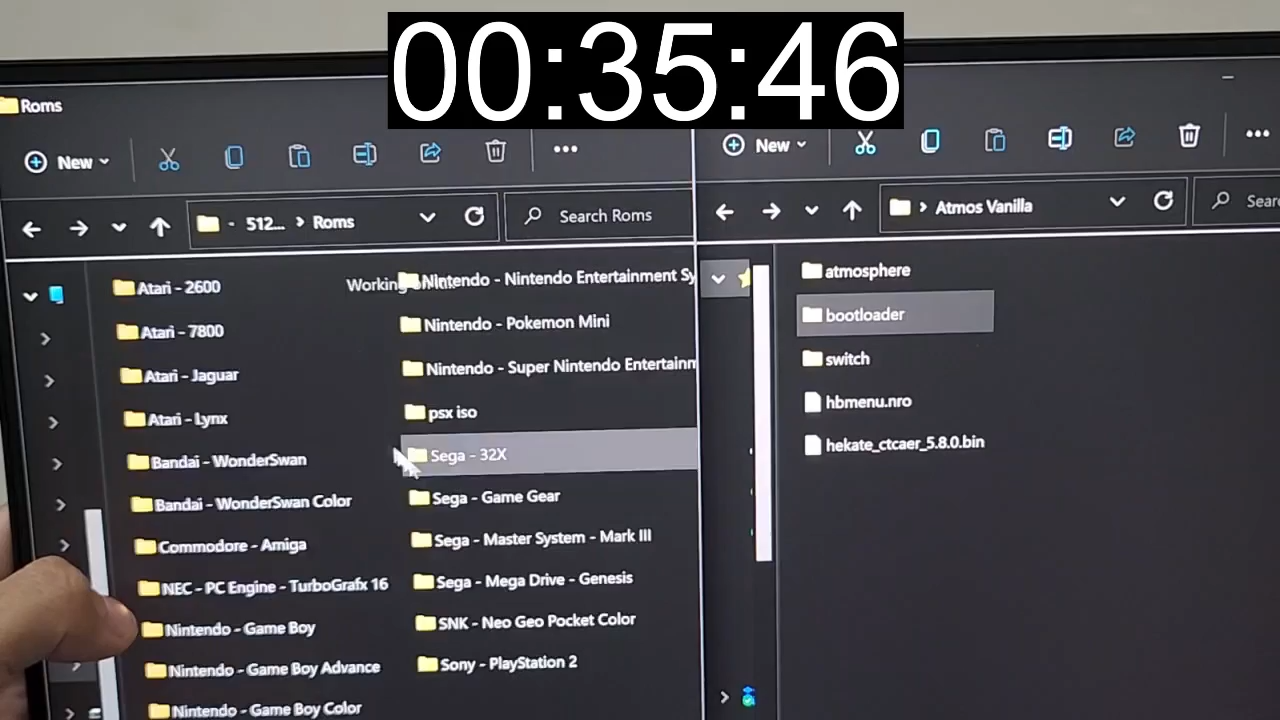 00:35:46
Roms
New
512... > Roms
Search Roms
Atari - 2600
Atari - 7800
Atari - Jaguar
Atari - Lynx
Bandai - WonderSwan
Bandai - WonderSwan Color
Commodore - Amiga
NEC - PC Engine - TurboGrafx 16
Nintendo - Game Boy
Nintendo - Game Boy Advance
Nintendo - Game Boy Color
Nintendo - Nintendo Entertainment Sy
Nintendo - Pokemon Mini
Nintendo - Super Nintendo Entertainm
psx iso
Sega - 32X
Sega - Game Gear
Sega - Master System - Mark III
Sega - Mega Drive - Genesis
SNK - Neo Geo Pocket Color
Sony - PlayStation 2
New
Atmos Vanilla
Sear
atmosphere
bootloader
switch
hbmenu.nro
hekate_ctcaer_5.8.0.bin